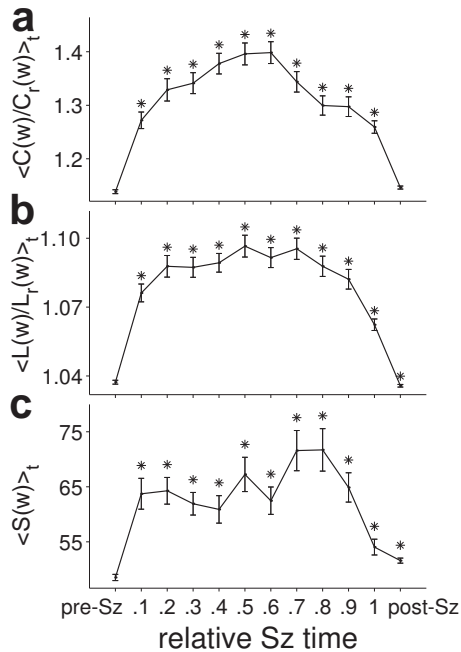 a
<C(w)/C_r(w)>_t
1.4
1.3
1.2
* * * * * * * * * *
b
<L(w)/L_r(w)>_t
1.10
1.07
1.04
* * * * * * * * * * *
c
<S(w)>_t
75
65
55
* * * * * * * * * * *
pre-Sz .1 .2 .3 .4 .5 .6 .7 .8 .9 1 post-Sz
relative Sz time